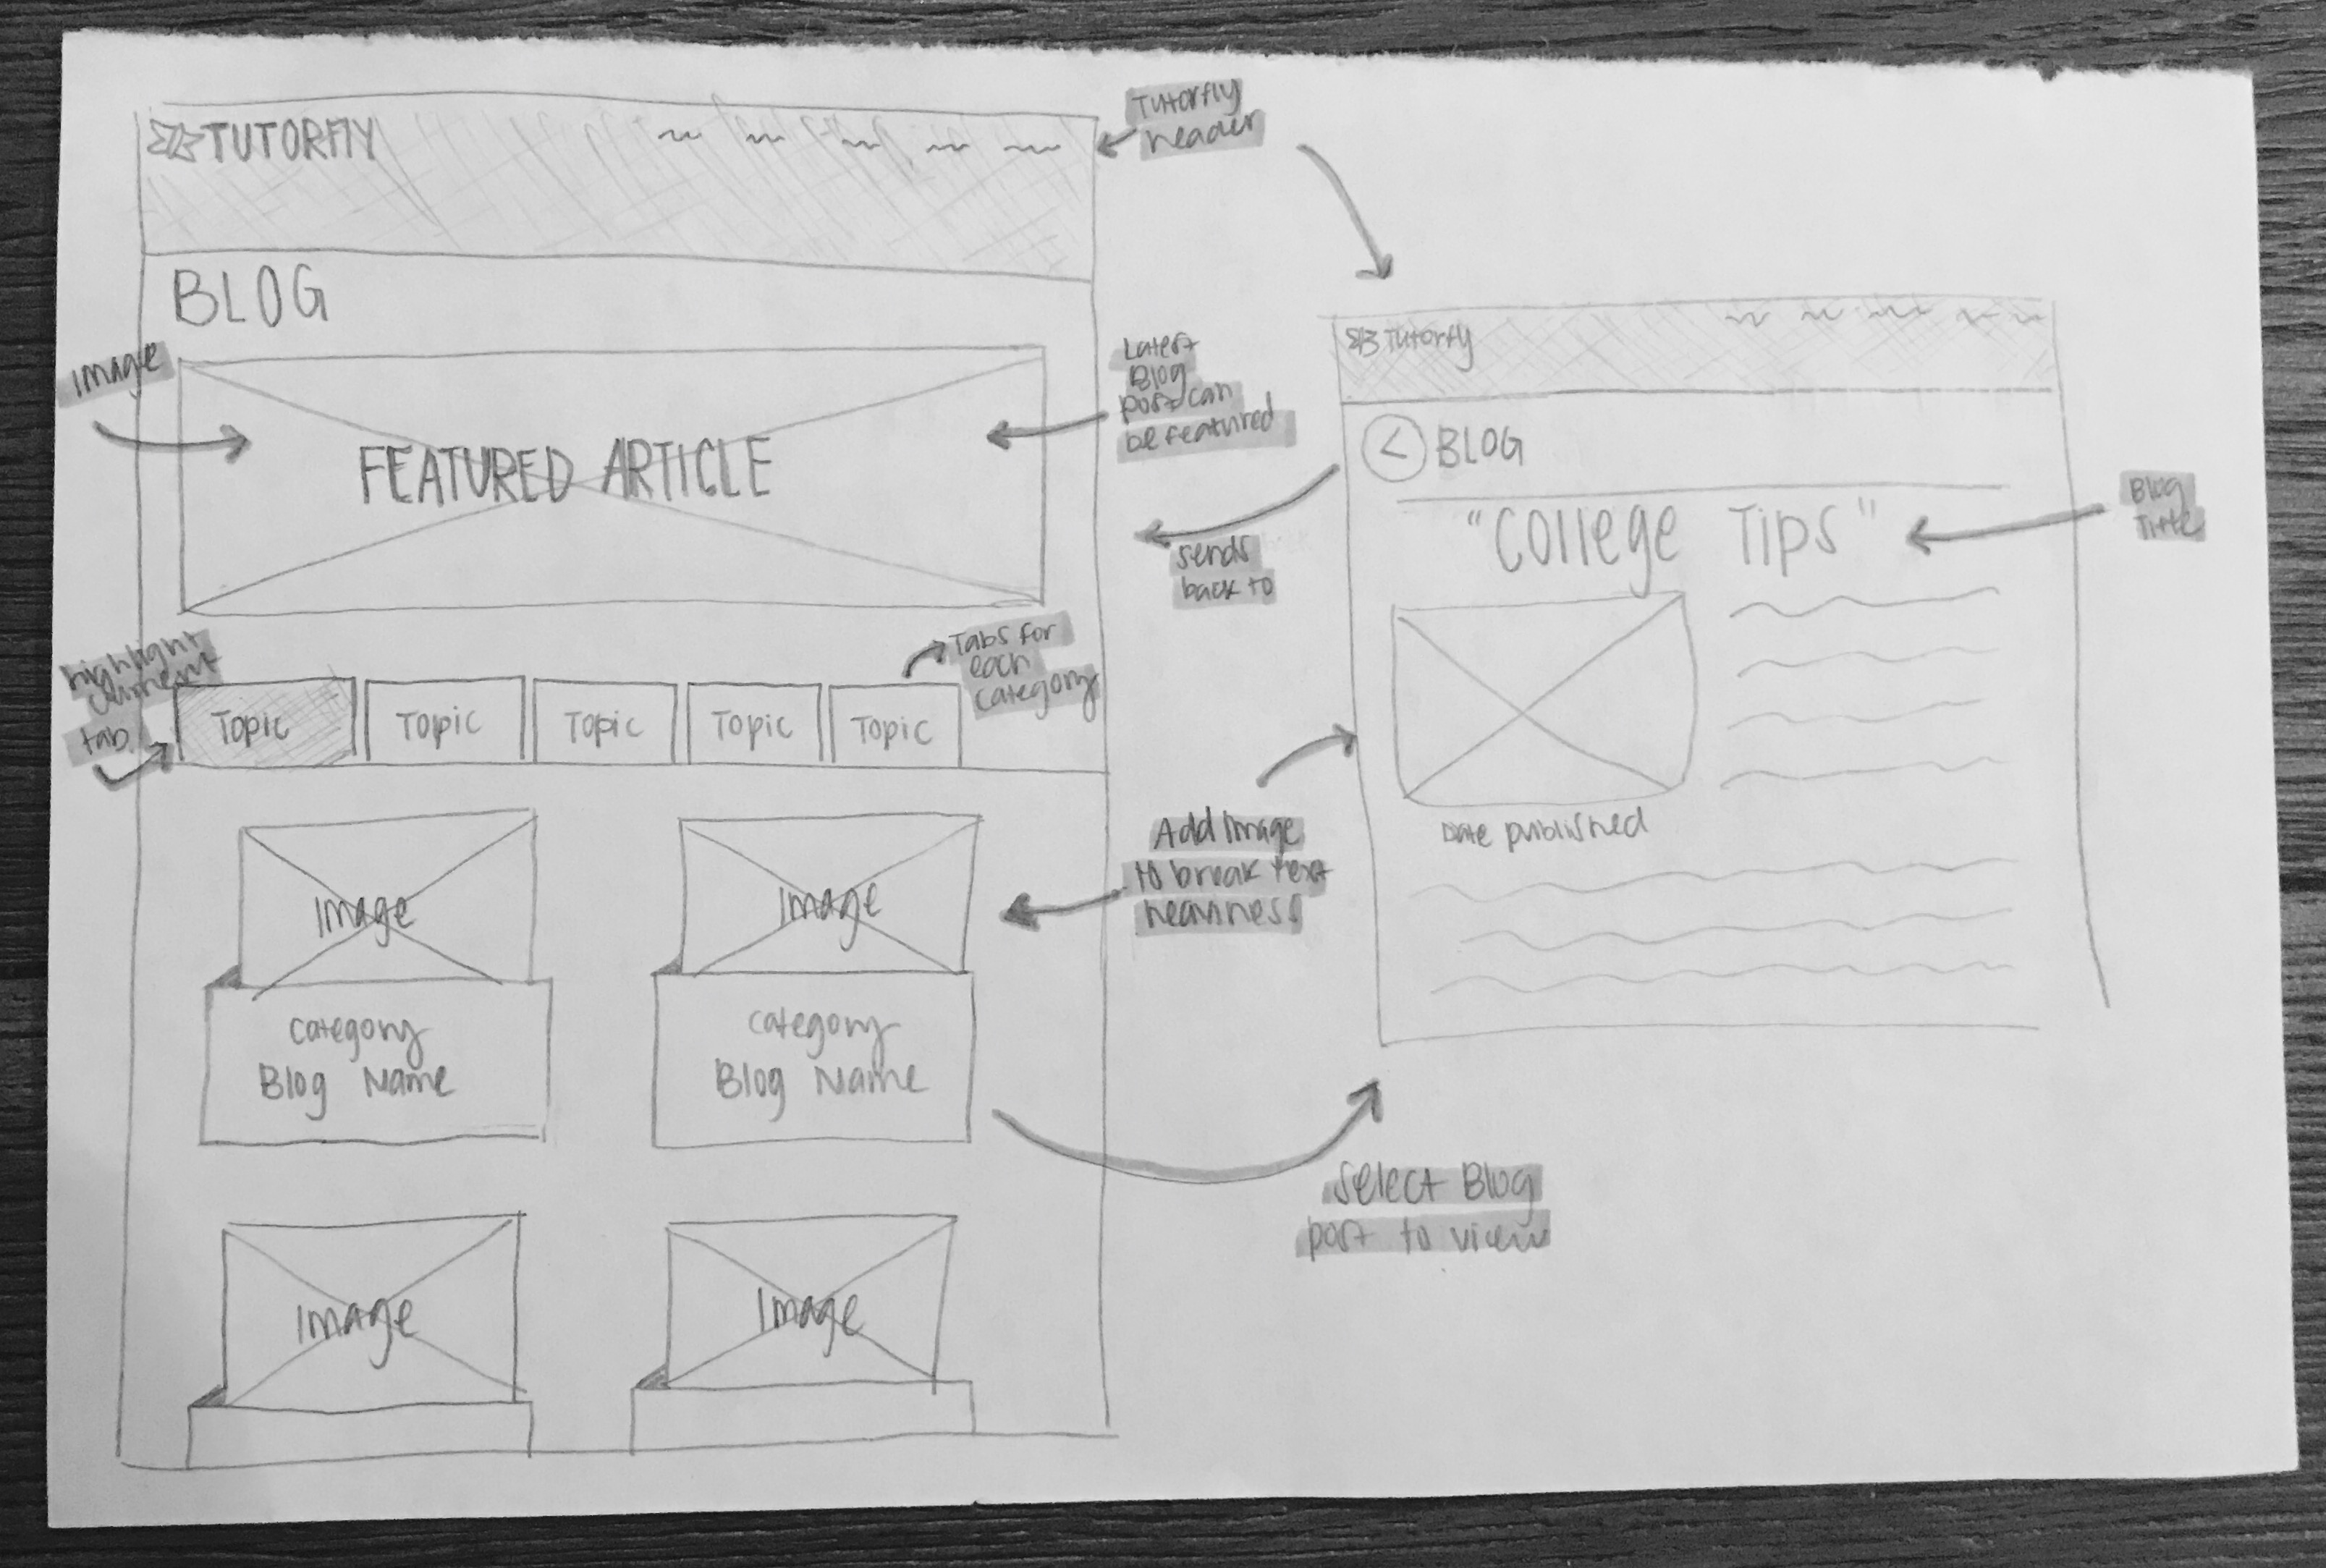 TUTORFLY
BLOG
Image
FEATURED ARTICLE
Tutorfly
header
Latest
Blog
post can
be featured
sends
back to
highlight
current
tab
Tabs for
each
category
Topic
Topic
Topic
Topic
Topic
Image
Image
category
Blog Name
category
Blog Name
Image
Image
Add image
to break text
heaviness
Select Blog
post to view
Tutorfly
< BLOG
"College Tips"
Blog
Title
Date published